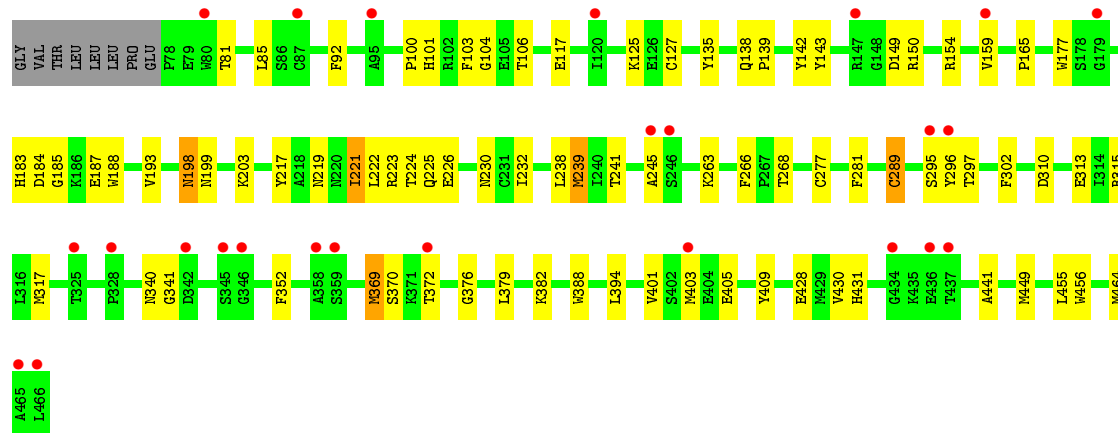 GLY VAL THR LEU LEU LEU PRO GLU P78 E79 W80 T81 L85 S86 C87 F92 A95 P100 H101 R102 F103 G104 E105 T106 E117 I120 K125 E126 C127 Y135 Q138 P139 Y142 Y143 R147 G148 D149 R150 R154 V159 P165 W177 S178 G179
H183 D184 G185 K186 E187 W188 V193 N198 N199 K203 Y217 A218 N219 N220 I221 L222 R223 T224 Q225 E226 N230 C231 I232 L238 M239 I240 T241 A245 S246 K263 F266 P267 T268 C277 F281 C289 S295 Y296 T297 F302 D310 E313 I314 R315
L316 M317 T325 P328 N340 G341 D342 S345 G346 F352 A358 S359 M369 S370 K371 T372 G376 L379 K382 W388 L394 V401 S402 M403 E404 E405 Y409 E428 M429 V430 H431 G434 K435 E436 T437 A441 M449 L455 W456 M464
A465 L466